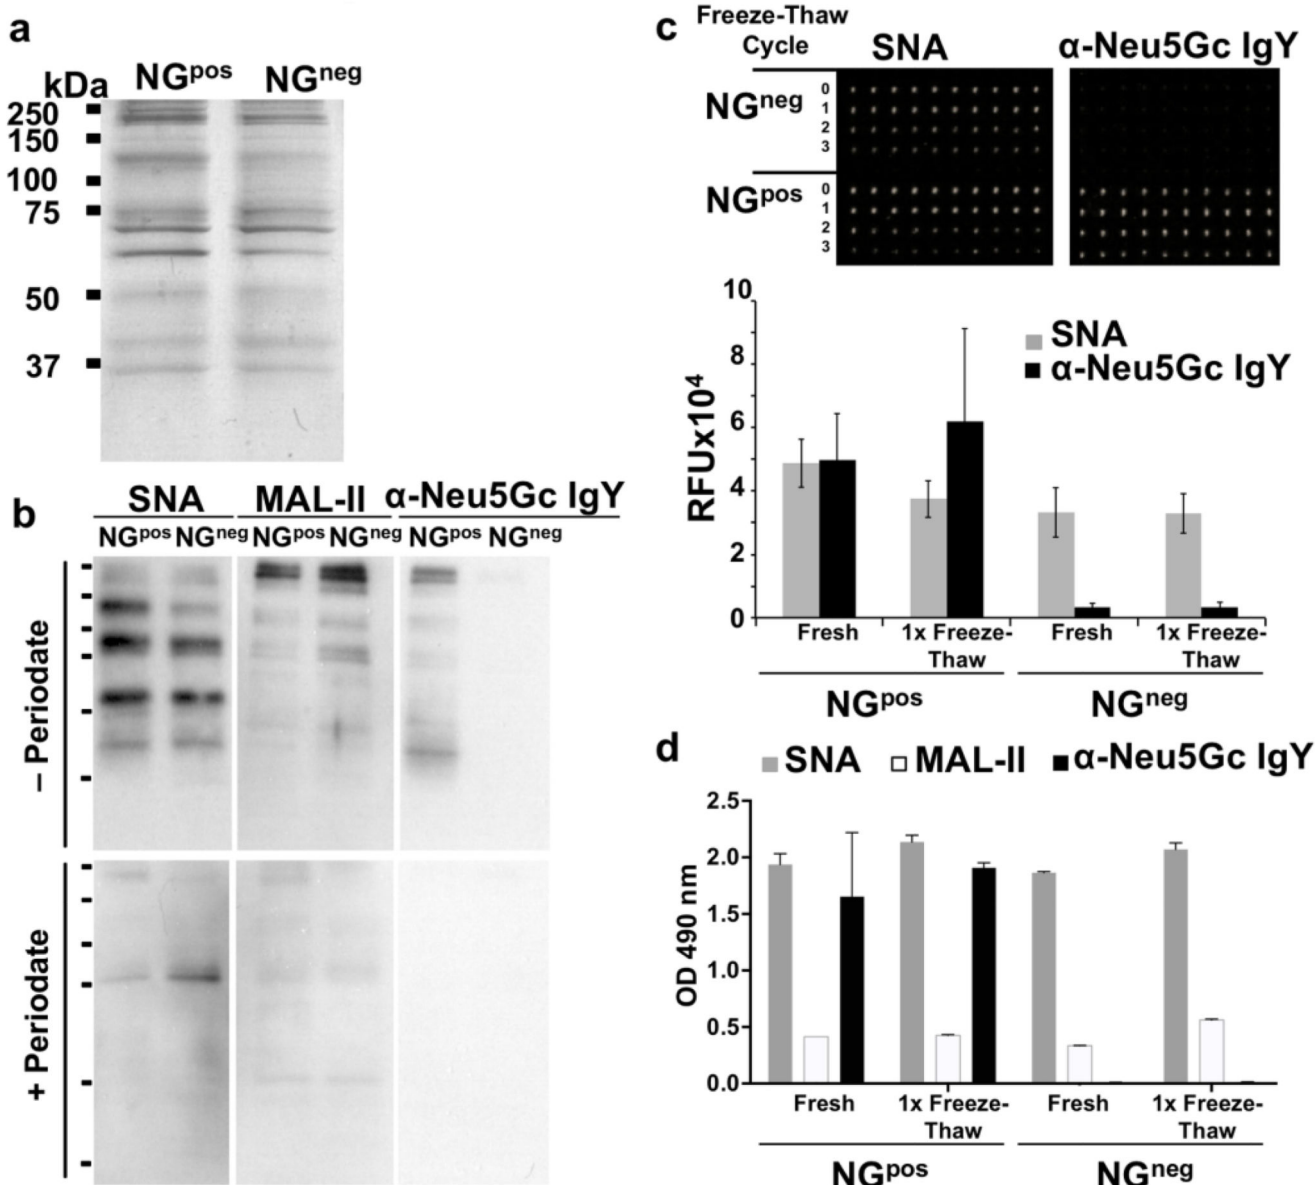 a
kDa NGpos NGneg
250
150
100
75
50
37
b
SNA MAL-II α-Neu5Gc IgY
NGpos NGneg NGpos NGneg NGpos NGneg
– Periodate
+ Periodate
c
Freeze-Thaw
Cycle
SNA α-Neu5Gc IgY
NGneg
0
1
2
3
NGpos
0
1
2
3
RFUx10⁴
10
8
6
4
2
0
SNA
α-Neu5Gc IgY
Fresh 1x Freeze- Fresh 1x Freeze-
Thaw Thaw
NGpos NGneg
d
SNA MAL-II α-Neu5Gc IgY
OD 490 nm
2.5
2.0
1.5
1.0
0.5
0.0
Fresh 1x Freeze- Fresh 1x Freeze-
Thaw Thaw
NGpos NGneg